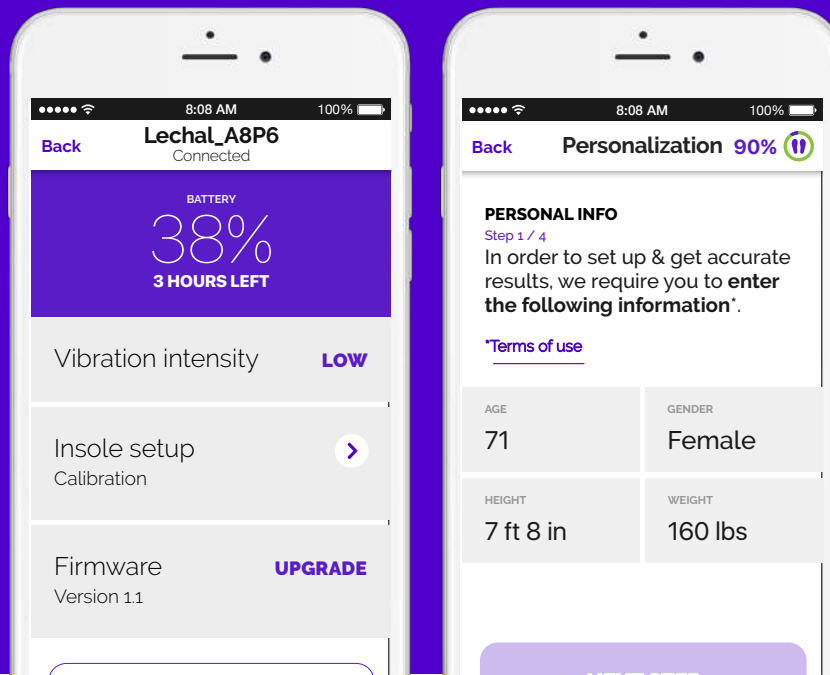 8:08 AM
100%
Back
Lechal_A8P6
Connected
BATTERY
38%
3 HOURS LEFT
Vibration intensity
LOW
Insole setup
Calibration
Firmware
UPGRADE
Version 1.1
8:08 AM
100%
Back
Personalization
90%
PERSONAL INFO
Step 1 / 4
In order to set up & get accurate
results, we require you to enter
the following information*.
*Terms of use
AGE
71
GENDER
Female
HEIGHT
7 ft 8 in
WEIGHT
160 lbs
NEXT STEP